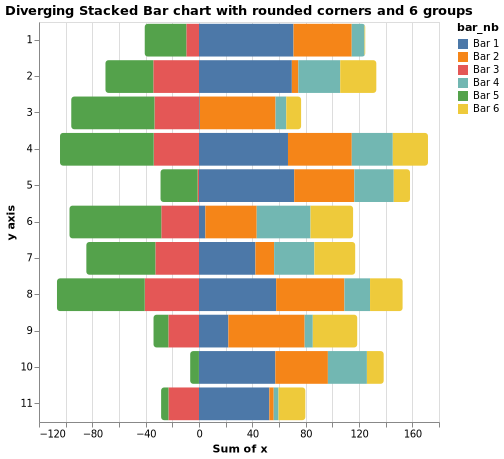 Diverging Stacked Bar chart with rounded corners and 6 groups
bar_nb
Bar 1
Bar 2
Bar 3
Bar 4
Bar 5
Bar 6
y axis
1
2
3
4
5
6
7
8
9
10
11
−120 −80 −40 0 40 80 120 160
Sum of x